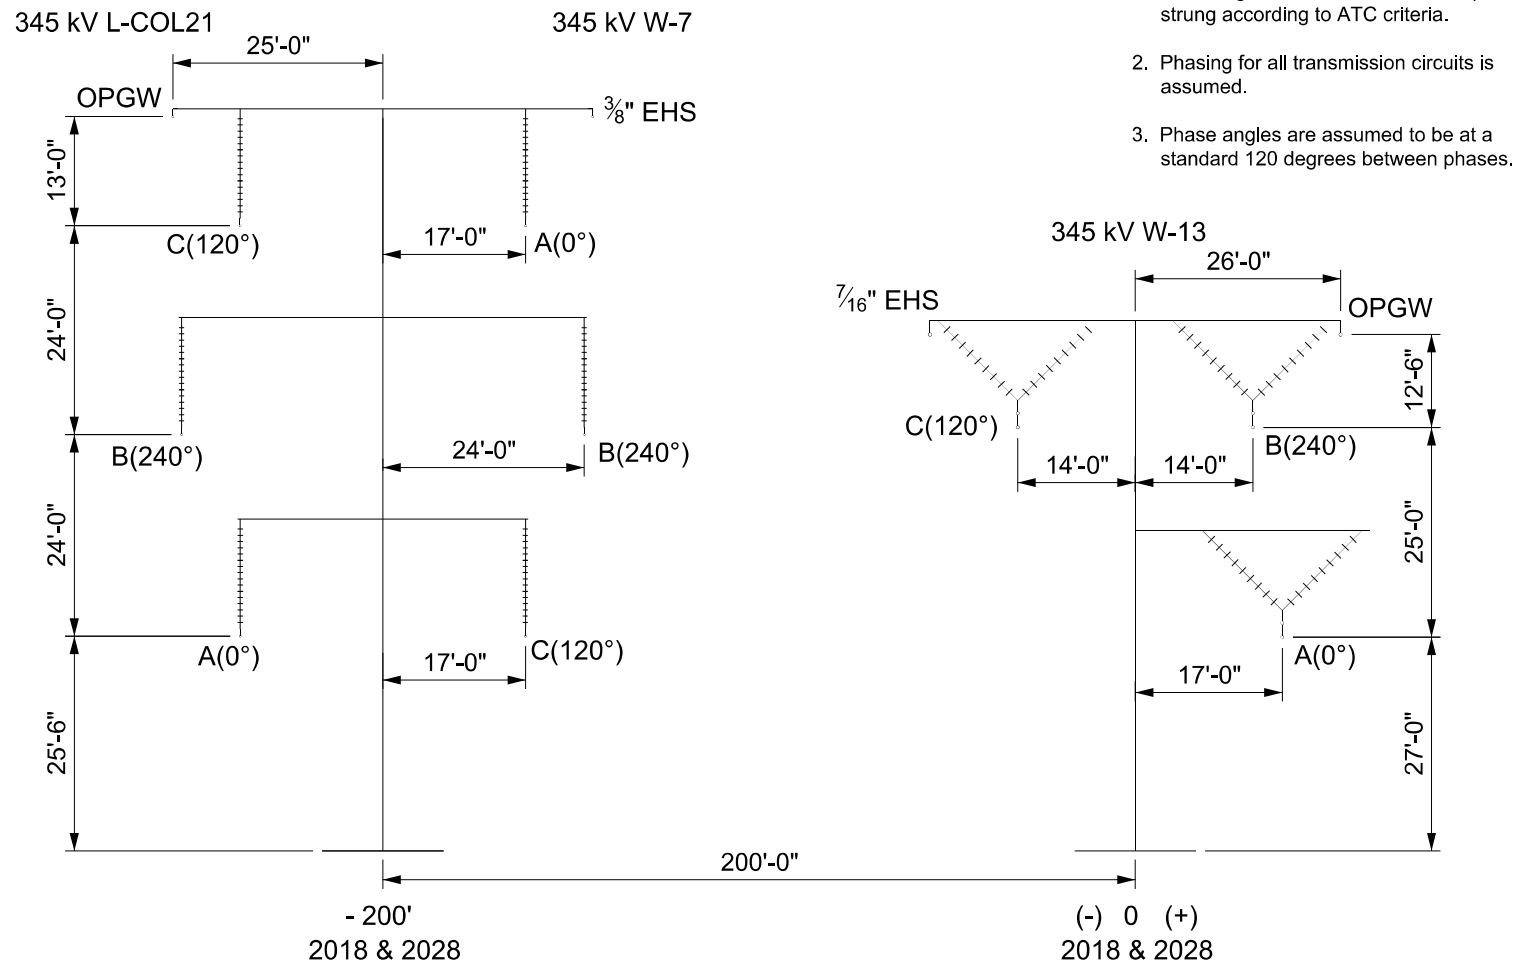 strung according to ATC criteria.
2. Phasing for all transmission circuits is
assumed.
3. Phase angles are assumed to be at a
standard 120 degrees between phases.
345 kV L-COL21
345 kV W-7
25'-0"
OPGW
3/8" EHS
13'-0"
C(120°)
17'-0"
A(0°)
24'-0"
B(240°)
24'-0"
B(240°)
24'-0"
A(0°)
17'-0"
C(120°)
25'-6"
345 kV W-13
26'-0"
7/16" EHS
OPGW
12'-6"
C(120°)
B(240°)
14'-0"
14'-0"
25'-0"
A(0°)
17'-0"
27'-0"
200'-0"
- 200'
2018 & 2028
(-) 0 (+)
2018 & 2028